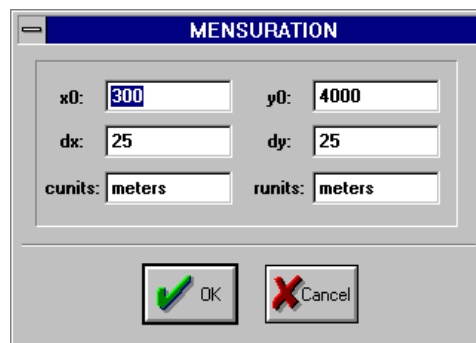 MENSURATION
x0: 300 y0: 4000
dx: 25 dy: 25
cunits: meters runits: meters
OK Cancel